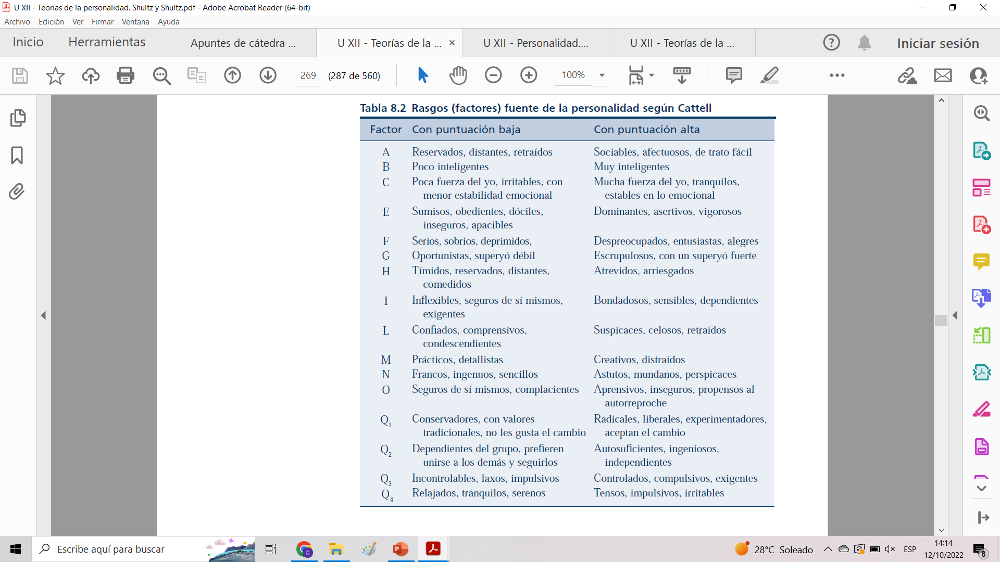 U XII - Teorías de la personalidad. Shultz y Shultz.pdf - Adobe Acrobat Reader (64-bit)
Archivo Edición Ver Firmar Ventana Ayuda
Inicio Herramientas Apuntes de cátedra ... U XII - Teorías de la ... × U XII - Personalidad.... U XII - Teorías de la ... Iniciar sesión
269 (287 de 560) 100%
Tabla 8.2 Rasgos (factores) fuente de la personalidad según Cattell
Factor Con puntuación baja Con puntuación alta
A Reservados, distantes, retraídos Sociables, afectuosos, de trato fácil
B Poco inteligentes Muy inteligentes
C Poca fuerza del yo, irritables, con Mucha fuerza del yo, tranquilos,
menor estabilidad emocional estables en lo emocional
E Sumisos, obedientes, dóciles, Dominantes, asertivos, vigorosos
inseguros, apacibles
F Serios, sobrios, deprimidos, Despreocupados, entusiastas, alegres
G Oportunistas, superyó débil Escrupulosos, con un superyó fuerte
H Tímidos, reservados, distantes, Atrevidos, arriesgados
comedidos
I Inflexibles, seguros de sí mismos, Bondadosos, sensibles, dependientes
exigentes
L Confiados, comprensivos, Suspicaces, celosos, retraídos
condescendientes
M Prácticos, detallistas Creativos, distraídos
N Francos, ingenuos, sencillos Astutos, mundanos, perspicaces
O Seguros de sí mismos, complacientes Aprensivos, inseguros, propensos al
autorreproche
Q1 Conservadores, con valores Radicales, liberales, experimentadores,
tradicionales, no les gusta el cambio aceptan el cambio
Q2 Dependientes del grupo, prefieren Autosuficientes, ingeniosos,
unirse a los demás y seguirlos independientes
Q3 Incontrolables, laxos, impulsivos Controlados, compulsivos, exigentes
Q4 Relajados, tranquilos, serenos Tensos, impulsivos, irritables
Escribe aquí para buscar 28°C Soleado ESP 14:14
12/10/2022 8